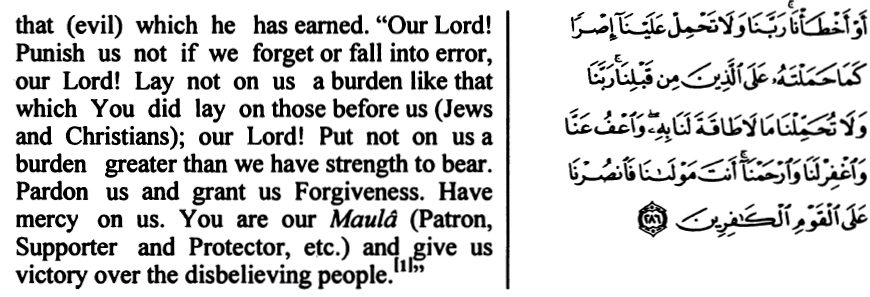 that (evil) which he has earned. “Our Lord!
Punish us not if we forget or fall into error,
our Lord! Lay not on us a burden like that
which You did lay on those before us (Jews
and Christians); our Lord! Put not on us a
burden greater than we have strength to bear.
Pardon us and grant us Forgiveness. Have
mercy on us. You are our Maulâ (Patron,
Supporter and Protector, etc.) and give us
victory over the disbelieving people.[1]”
أَوْ أَخْطَأْنَا ۚ رَبَّنَا وَلَا تَحْمِلْ عَلَيْنَآ إِصْرًا
كَمَا حَمَلْتَهُۥ عَلَى ٱلَّذِينَ مِن قَبْلِنَا ۚ رَبَّنَا
وَلَا تُحَمِّلْنَا مَا لَا طَاقَةَ لَنَا بِهِۦ ۖ وَٱعْفُ عَنَّا
وَٱغْفِرْ لَنَا وَٱرْحَمْنَآ ۚ أَنتَ مَوْلَىٰنَا فَٱنصُرْنَا
عَلَى ٱلْقَوْمِ ٱلْكَـٰفِرِينَ ٢٨٦